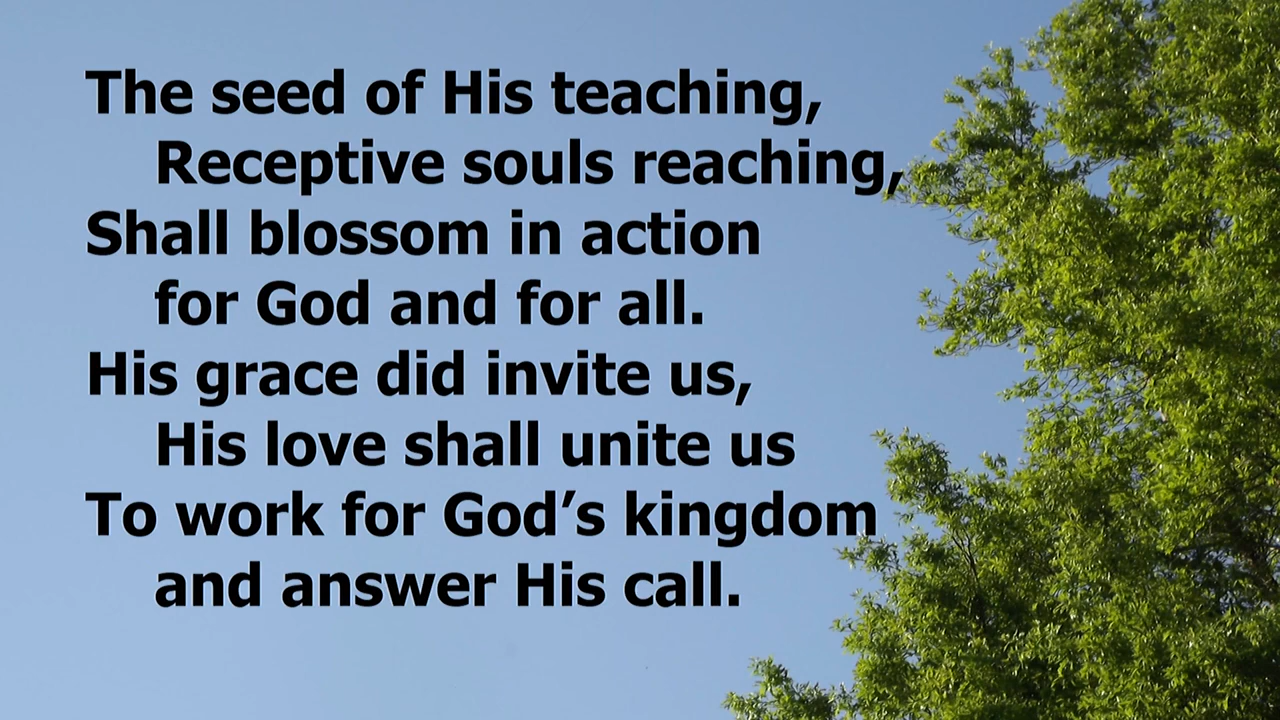 The seed of His teaching,
Receptive souls reaching,
Shall blossom in action
for God and for all.
His grace did invite us,
His love shall unite us
To work for God’s kingdom
and answer His call.